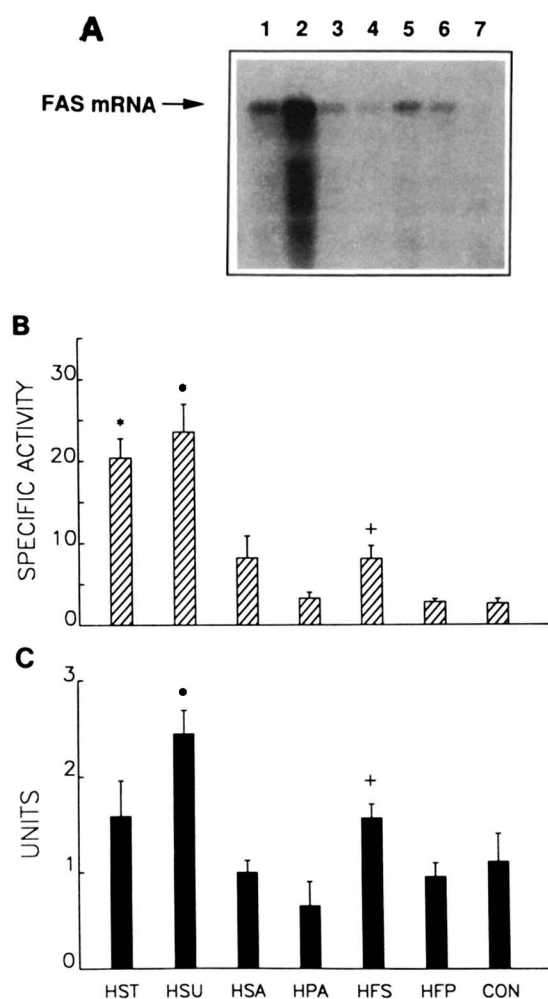 A
1 2 3 4 5 6 7
FAS mRNA
B
SPECIFIC ACTIVITY
30
20
10
0
C
UNITS
3
2
1
0
HST HSU HSA HPA HFS HFP CON